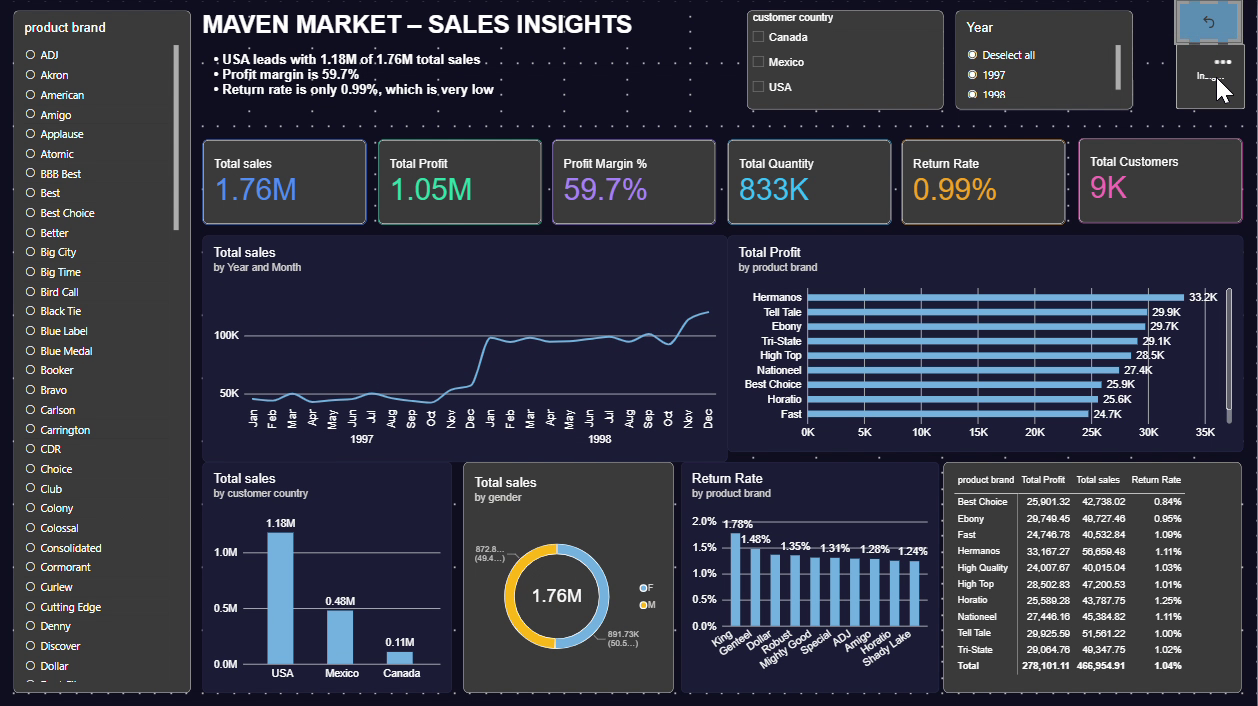 product brand
ADJ
Akron
American
Amigo
Applause
Atomic
BBB Best
Best
Best Choice
Better
Big City
Big Time
Bird Call
Black Tie
Blue Label
Blue Medal
Booker
Bravo
Carlson
Carrington
CDR
Choice
Club
Colony
Colossal
Consolidated
Cormorant
Curlew
Cutting Edge
Denny
Discover
Dollar
MAVEN MARKET – SALES INSIGHTS
• USA leads with 1.18M of 1.76M total sales
• Profit margin is 59.7%
• Return rate is only 0.99%, which is very low
customer country
Canada
Mexico
USA
Year
Deselect all
1997
1998
Total sales
1.76M
Total Profit
1.05M
Profit Margin %
59.7%
Total Quantity
833K
Return Rate
0.99%
Total Customers
9K
Total sales
by Year and Month
100K
50K
Jan Feb Mar Apr May Jun Jul Aug Sep Oct Nov Dec Jan Feb Mar Apr May Jun Jul Aug Sep Oct Nov Dec
1997 1998
Total Profit
by product brand
Hermanos 33.2K
Tell Tale 29.9K
Ebony 29.7K
Tri-State 29.1K
High Top 28.5K
Nationeel 27.4K
Best Choice 25.9K
Horatio 25.6K
Fast 24.7K
0K 5K 10K 15K 20K 25K 30K 35K
Total sales
by customer country
1.18M
1.0M
0.48M
0.5M
0.11M
0.0M
USA Mexico Canada
Total sales
by gender
872.8...
(49.4...)
1.76M
F
M
891.73K
(50.5...)
Return Rate
by product brand
2.0%
1.78%
1.48% 1.35% 1.31% 1.28% 1.24%
1.5%
1.0%
0.5%
0.0%
King Genteel Dollar Robust Mighty Good Special ADJ Amigo Horatio Shady Lake
product brand Total Profit Total sales Return Rate
Best Choice 25,901.32 42,738.02 0.84%
Ebony 29,749.45 49,727.46 0.95%
Fast 24,746.78 40,532.84 1.09%
Hermanos 33,167.27 56,659.48 1.11%
High Quality 24,007.67 40,015.04 1.03%
High Top 28,502.83 47,200.53 1.01%
Horatio 25,589.28 43,787.75 1.25%
Nationeel 27,446.16 45,384.82 1.11%
Tell Tale 29,925.59 51,561.22 1.00%
Tri-State 29,064.76 49,347.75 1.02%
Total 278,101.11 466,954.91 1.04%